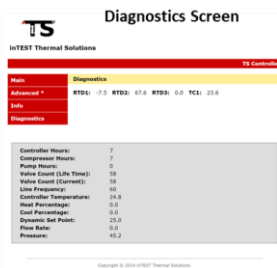 Diagnostics Screen
TS
inTEST Thermal Solutions
TS Controlle
Main
Diagnostics
Advanced *
RTD1: -7.5 RTD2: 67.6 RTD3: 0.0 TC1: 23.6
Info
Diagnostics
Controller Hours: 7
Compressor Hours: 7
Pump Hours: 0
Valve Count (Life Time): 58
Valve Count (Current): 58
Line Frequency: 60
Controller Temperature: 24.8
Heat Percentage: 0.0
Cool Percentage: 0.0
Dynamic Set Point: 25.0
Flow Rate: 0.0
Pressure: 45.2
Copyright © 2014 inTEST Thermal Solutions.